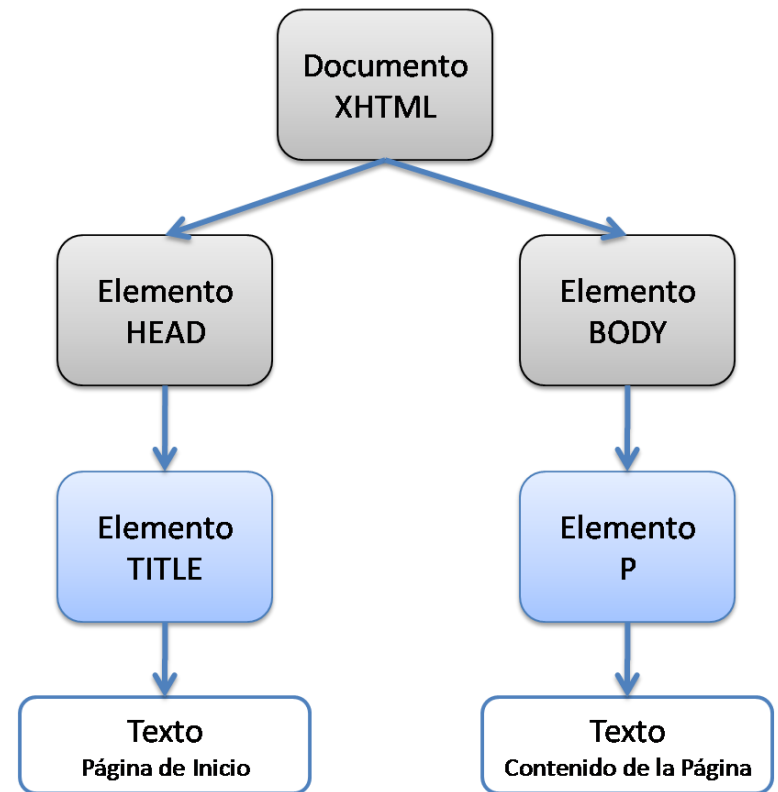 Documento
XHTML
Elemento
HEAD
Elemento
BODY
Elemento
TITLE
Elemento
P
Texto
Página de Inicio
Texto
Contenido de la Página